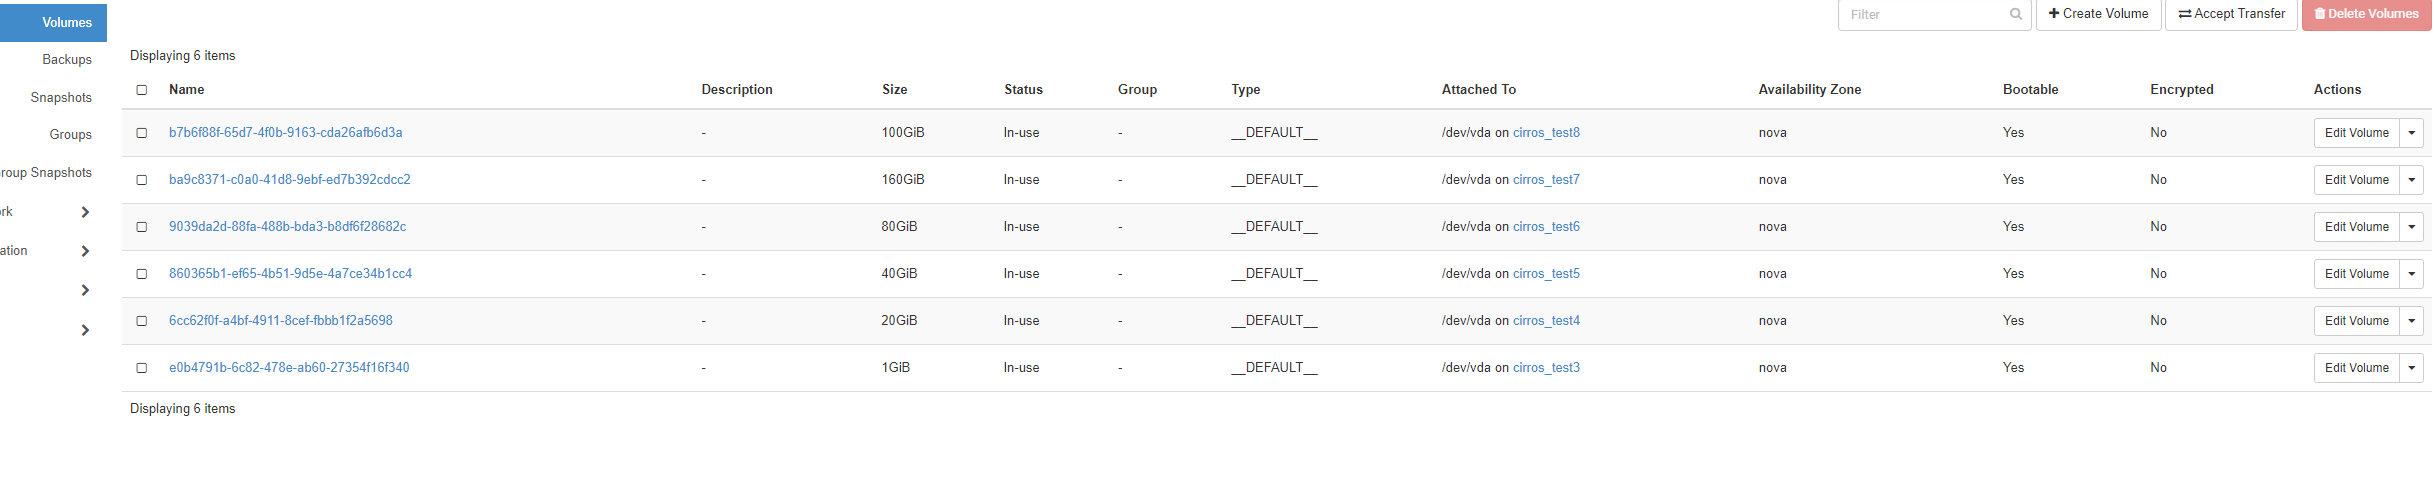 Volumes
Backups
Snapshots
Groups
roup Snapshots
rk
ation
Filter Create Volume Accept Transfer Delete Volumes
Displaying 6 items
Name Description Size Status Group Type Attached To Availability Zone Bootable Encrypted Actions
b7b6f88f-65d7-4f0b-9163-cda26afb6d3a - 100GiB In-use - __DEFAULT__ /dev/vda on cirros_test8 nova Yes No Edit Volume
ba9c8371-c0a0-41d8-9ebf-ed7b392cdcc2 - 160GiB In-use - __DEFAULT__ /dev/vda on cirros_test7 nova Yes No Edit Volume
9039da2d-88fa-488b-bda3-b8df6f28682c - 80GiB In-use - __DEFAULT__ /dev/vda on cirros_test6 nova Yes No Edit Volume
860365b1-ef65-4b51-9d5e-4a7ce34b1cc4 - 40GiB In-use - __DEFAULT__ /dev/vda on cirros_test5 nova Yes No Edit Volume
6cc62f0f-a4bf-4911-8cef-fbbb1f2a5698 - 20GiB In-use - __DEFAULT__ /dev/vda on cirros_test4 nova Yes No Edit Volume
e0b4791b-6c82-478e-ab60-27354f16f340 - 1GiB In-use - __DEFAULT__ /dev/vda on cirros_test3 nova Yes No Edit Volume
Displaying 6 items